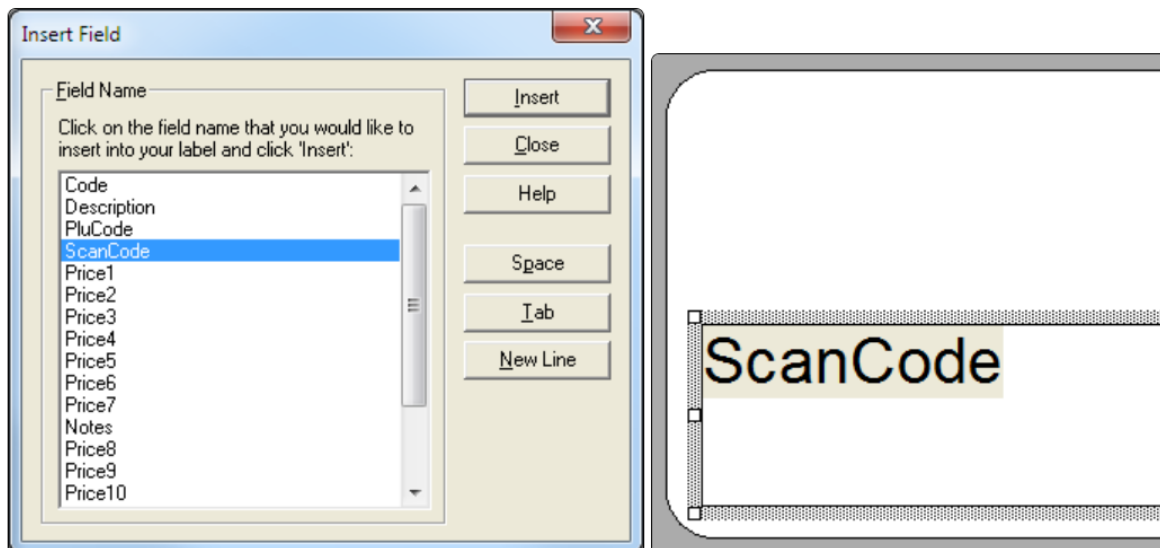 Insert Field
Field Name
Click on the field name that you would like to
insert into your label and click 'Insert':
Code
Description
PluCode
ScanCode
Price1
Price2
Price3
Price4
Price5
Price6
Price7
Notes
Price8
Price9
Price10
Insert
Close
Help
Space
Tab
New Line
ScanCode